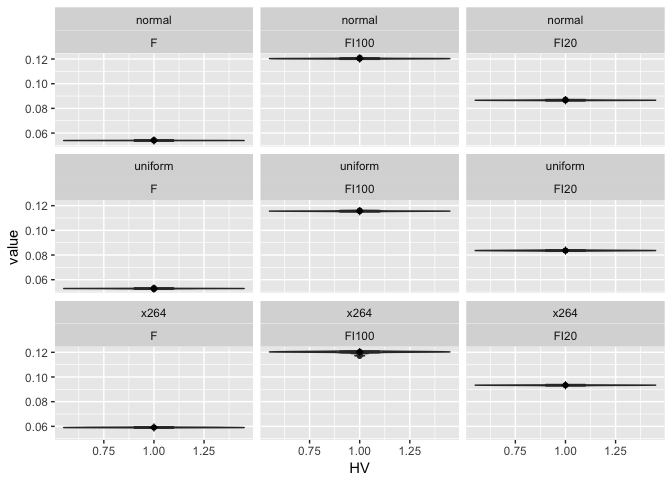 normal normal normal
F FI100 FI20
0.12
0.10
0.08
0.06
uniform uniform uniform
F FI100 FI20
0.12
0.10
0.08
0.06
value
x264 x264 x264
F FI100 FI20
0.12
0.10
0.08
0.06
0.75 1.00 1.25 0.75 1.00 1.25 0.75 1.00 1.25
HV